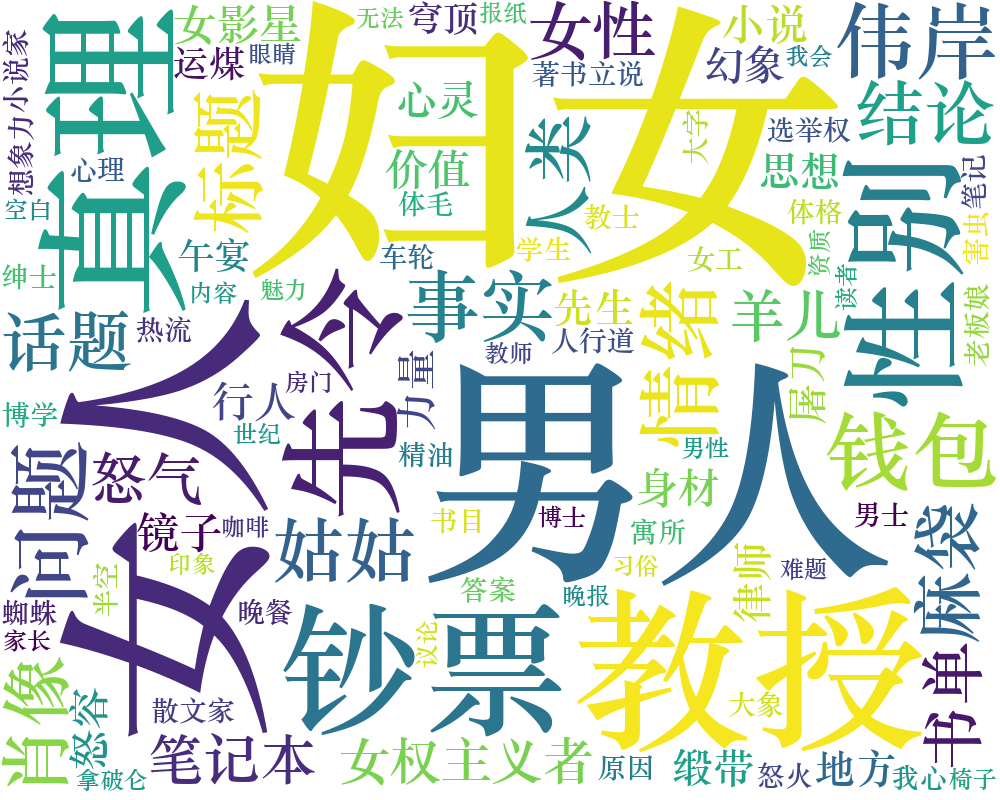 妇女
男人
女人
教授
真理
性别
钞票
先令
情绪
事实
标题
钱包
结论
伟岸
女性
问题
话题
姑姑
肖像
麻袋
书单
羊儿
笔记本
女权主义者
怒气
怒容
人类
价值
心灵
思想
小说
幻象
穹顶
女影星
运煤
镜子
行人
力量
先生
身材
屠刀
律师
缎带
地方
午宴
著书立说
选举权
笔记
害虫
体格
资质
读者
老板娘
大字
教士
女工
学生
体毛
车轮
眼睛
无法
报纸
我会
小说家
想象力
心理
空白
绅士
内容
魅力
热流
博学
世纪
房门
教师
人行道
精油
男性
书目
博士
寓所
男士
难题
习俗
晚报
答案
议论
大象
原因
怒火
我心
椅子
咖啡
印象
半空
晚餐
蜘蛛
家长
散文家
拿破仑